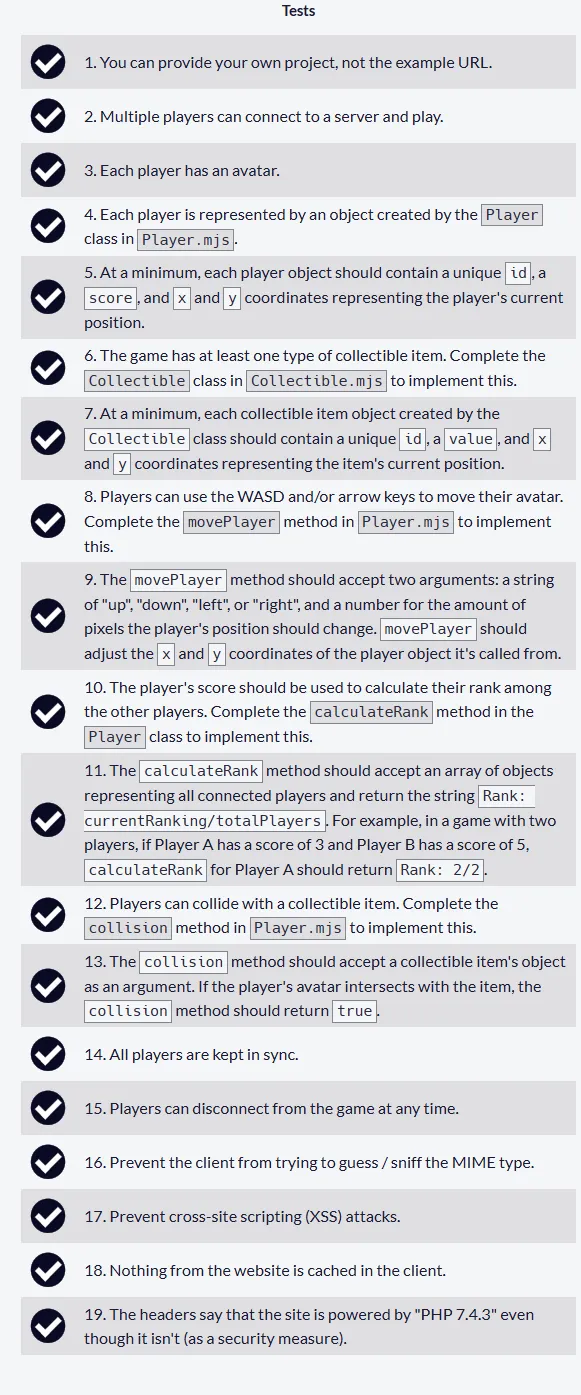 Tests
1. You can provide your own project, not the example URL.
2. Multiple players can connect to a server and play.
3. Each player has an avatar.
4. Each player is represented by an object created by the Player
class in Player.mjs.
5. At a minimum, each player object should contain a unique id, a
score, and x and y coordinates representing the player's current
position.
6. The game has at least one type of collectible item. Complete the
Collectible class in Collectible.mjs to implement this.
7. At a minimum, each collectible item object created by the
Collectible class should contain a unique id, a value, and x
and y coordinates representing the item's current position.
8. Players can use the WASD and/or arrow keys to move their avatar.
Complete the movePlayer method in Player.mjs to implement
this.
9. The movePlayer method should accept two arguments: a string
of "up", "down", "left", or "right", and a number for the amount of
pixels the player's position should change. movePlayer should
adjust the x and y coordinates of the player object it's called from.
10. The player's score should be used to calculate their rank among
the other players. Complete the calculateRank method in the
Player class to implement this.
11. The calculateRank method should accept an array of objects
representing all connected players and return the string Rank:
currentRanking/totalPlayers. For example, in a game with two
players, if Player A has a score of 3 and Player B has a score of 5,
calculateRank for Player A should return Rank: 2/2.
12. Players can collide with a collectible item. Complete the
collision method in Player.mjs to implement this.
13. The collision method should accept a collectible item's object
as an argument. If the player's avatar intersects with the item, the
collision method should return true.
14. All players are kept in sync.
15. Players can disconnect from the game at any time.
16. Prevent the client from trying to guess / sniff the MIME type.
17. Prevent cross-site scripting (XSS) attacks.
18. Nothing from the website is cached in the client.
19. The headers say that the site is powered by "PHP 7.4.3" even
though it isn't (as a security measure).